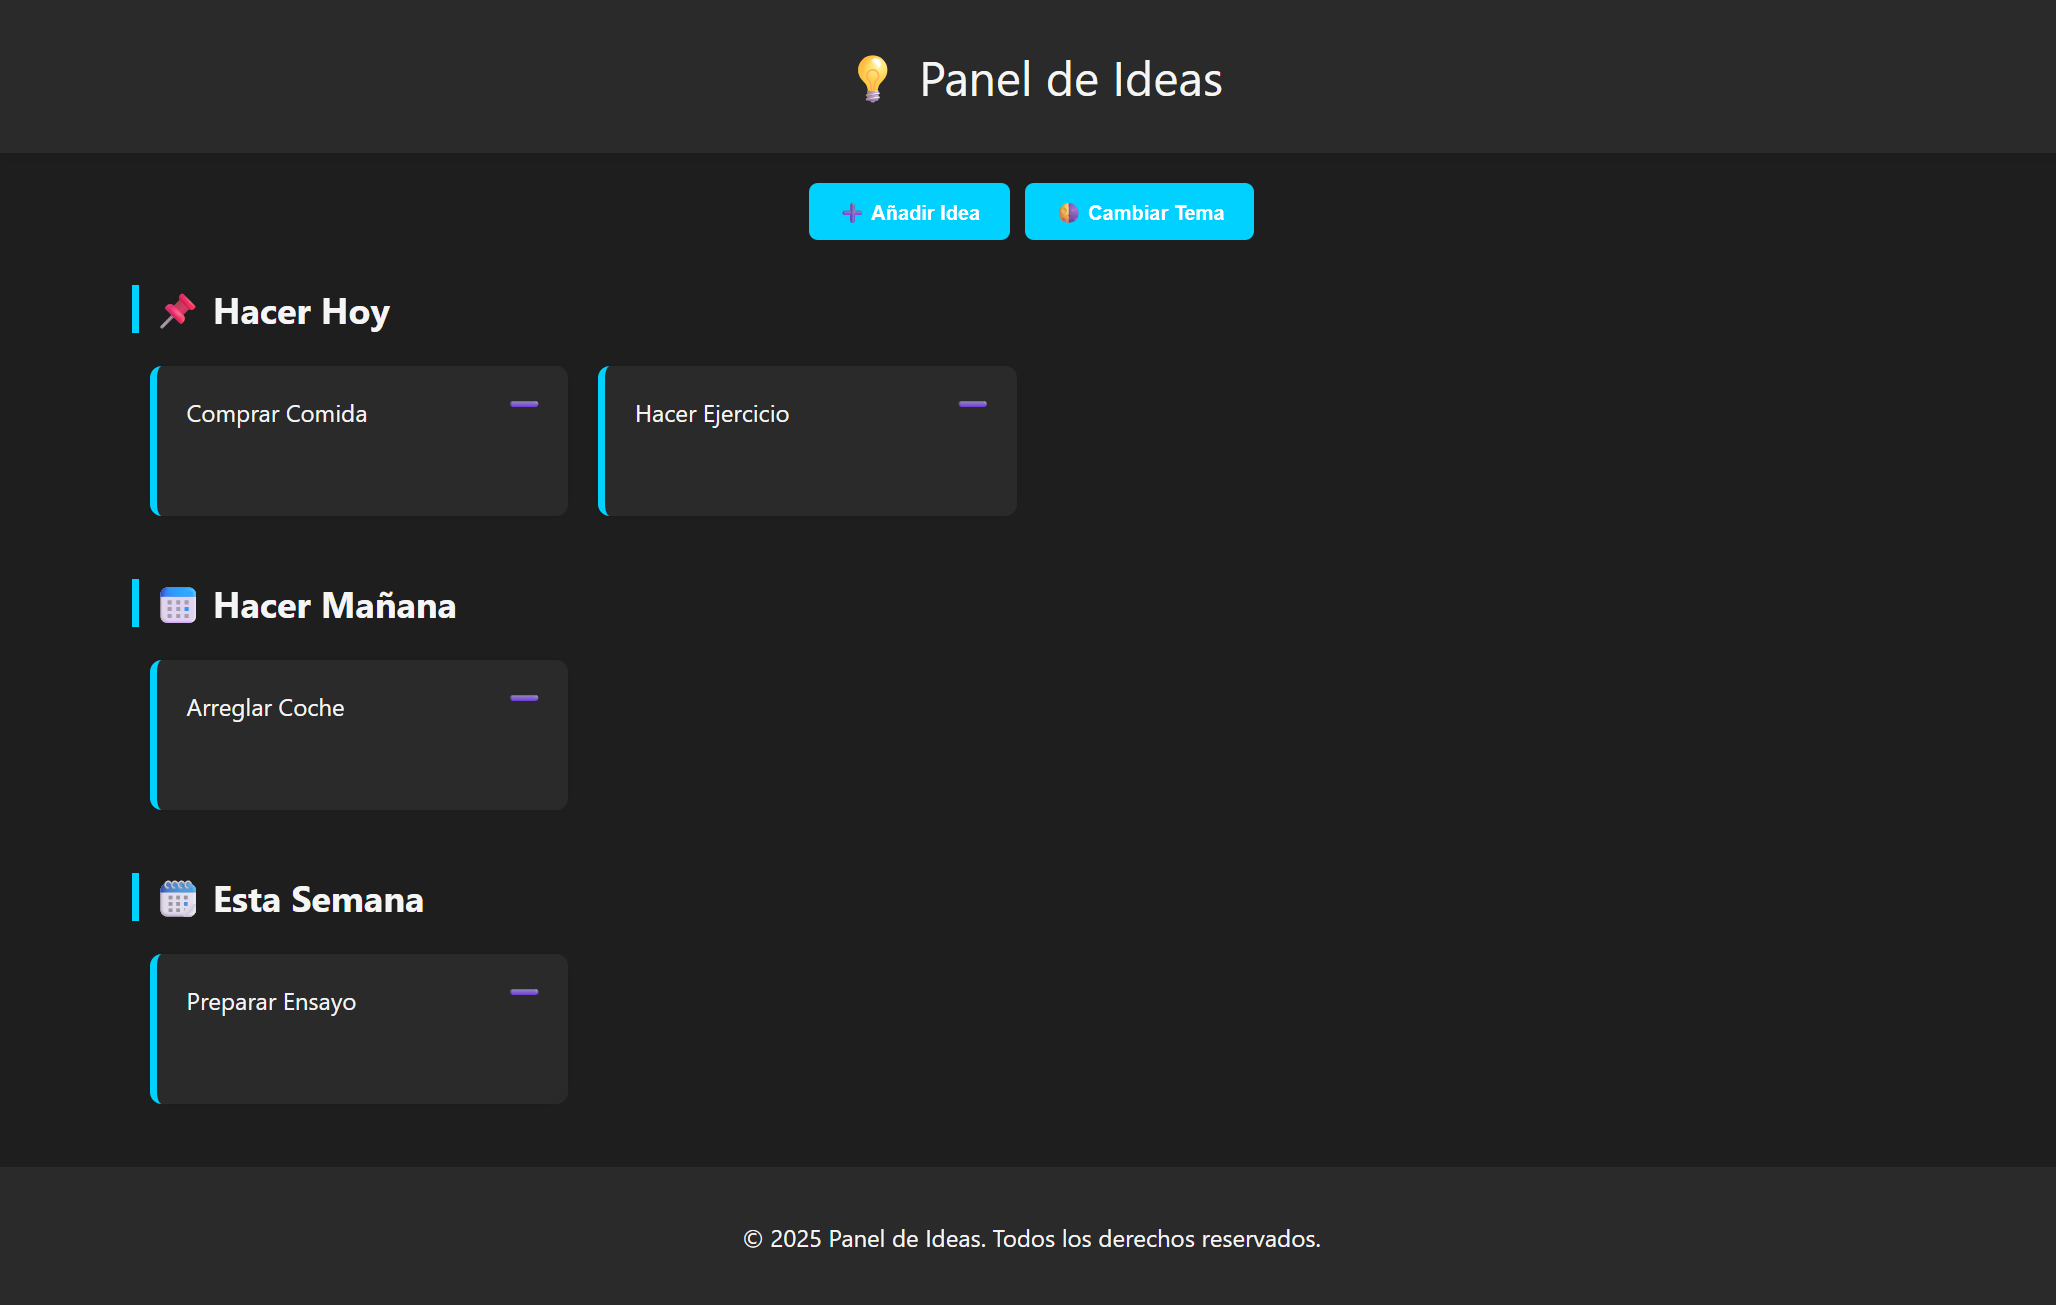 💡 Panel de Ideas
➕ Añadir Idea
🌗 Cambiar Tema
📌 Hacer Hoy
Comprar Comida ➖
Hacer Ejercicio ➖
📅 Hacer Mañana
Arreglar Coche ➖
🗓️ Esta Semana
Preparar Ensayo ➖
© 2025 Panel de Ideas. Todos los derechos reservados.